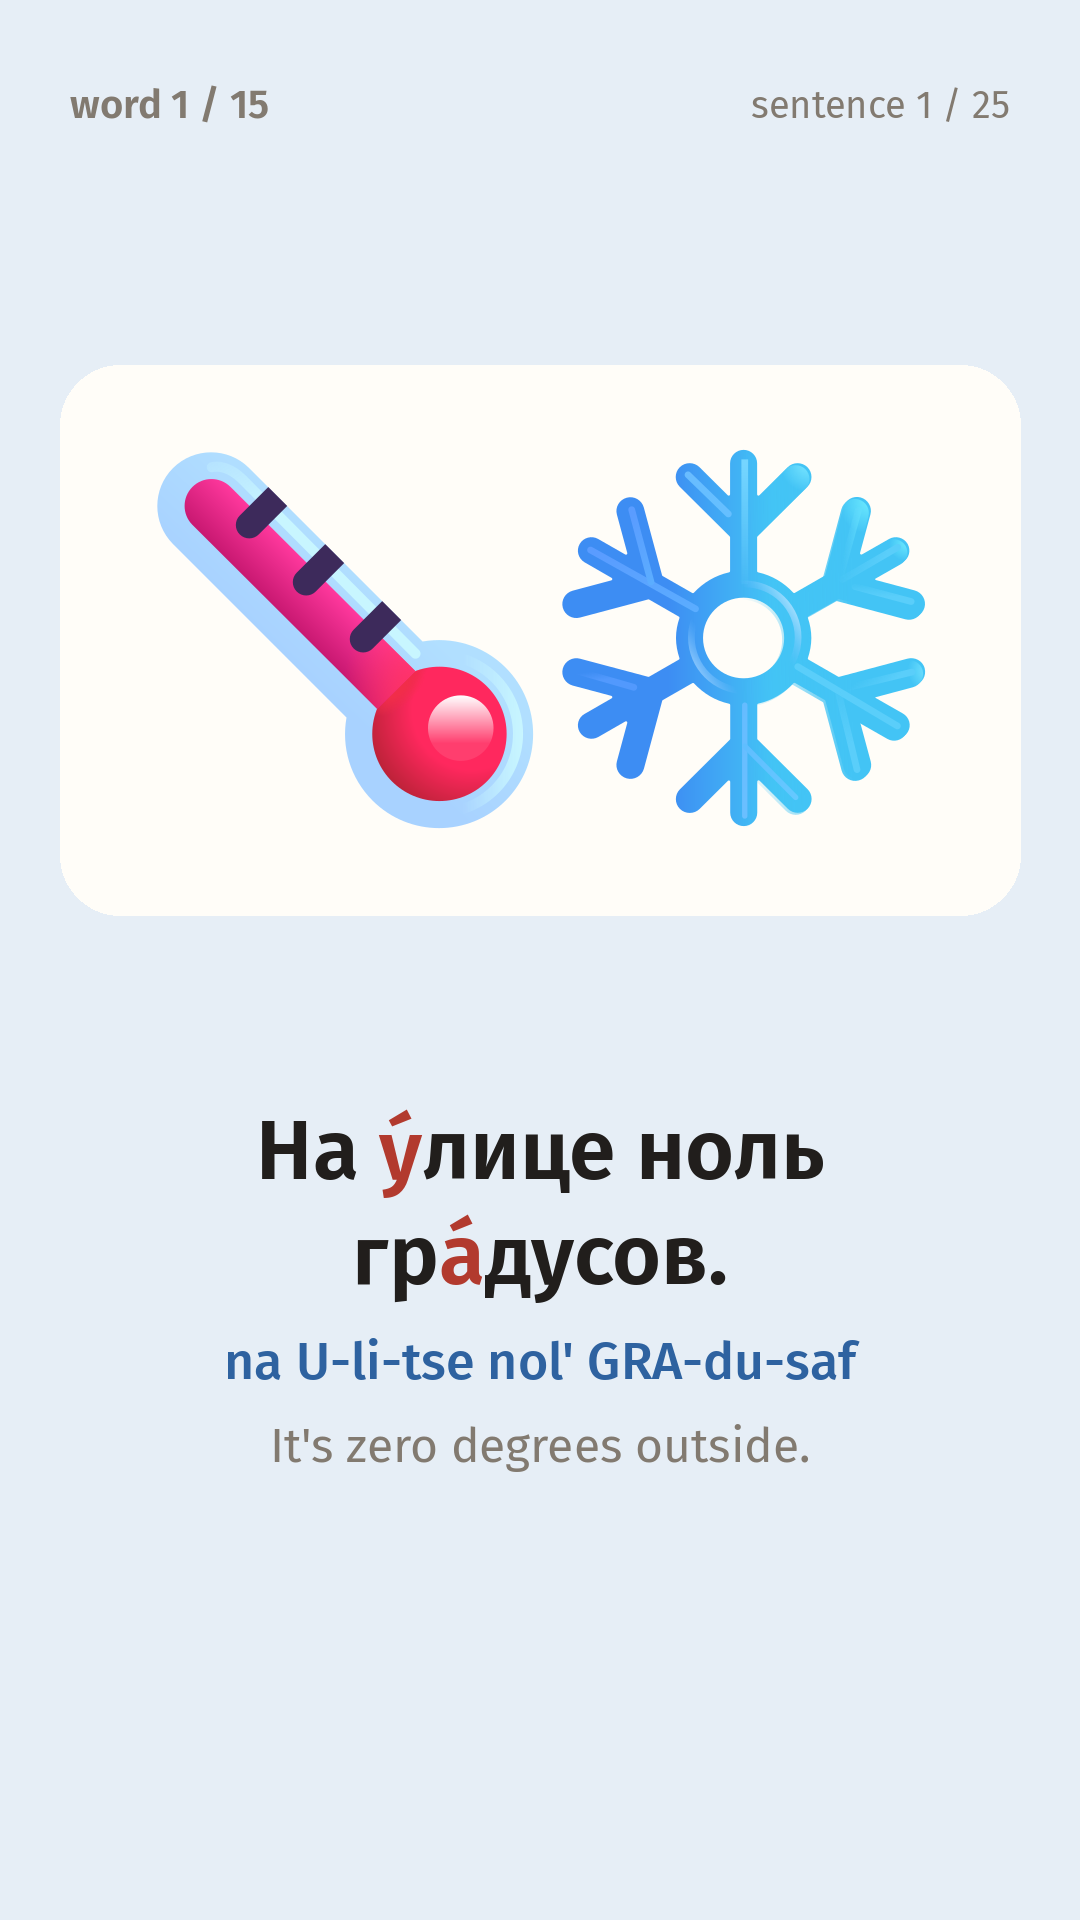 word 1 / 15
sentence 1 / 25
На у́лице ноль
гра́дусов.
na U-li-tse nol' GRA-du-saf
It's zero degrees outside.